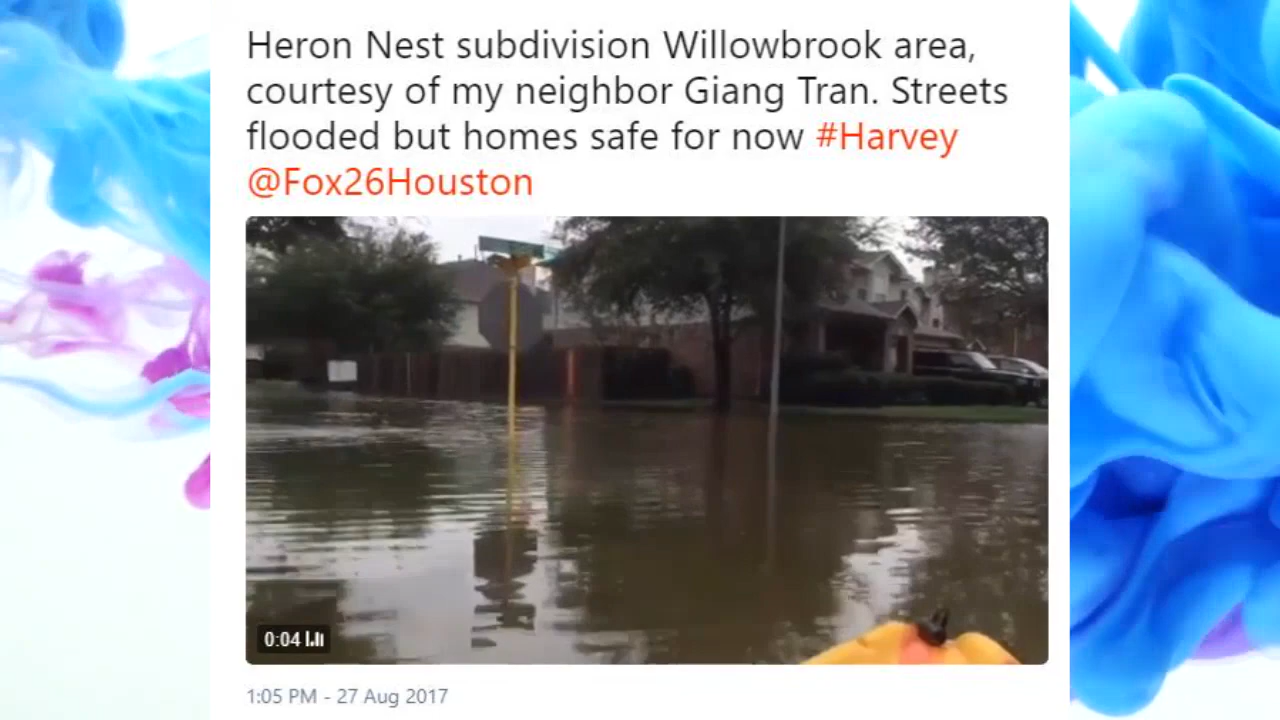 Heron Nest subdivision Willowbrook area,
courtesy of my neighbor Giang Tran. Streets
flooded but homes safe for now #Harvey
@Fox26Houston
0:04
1:05 PM - 27 Aug 2017